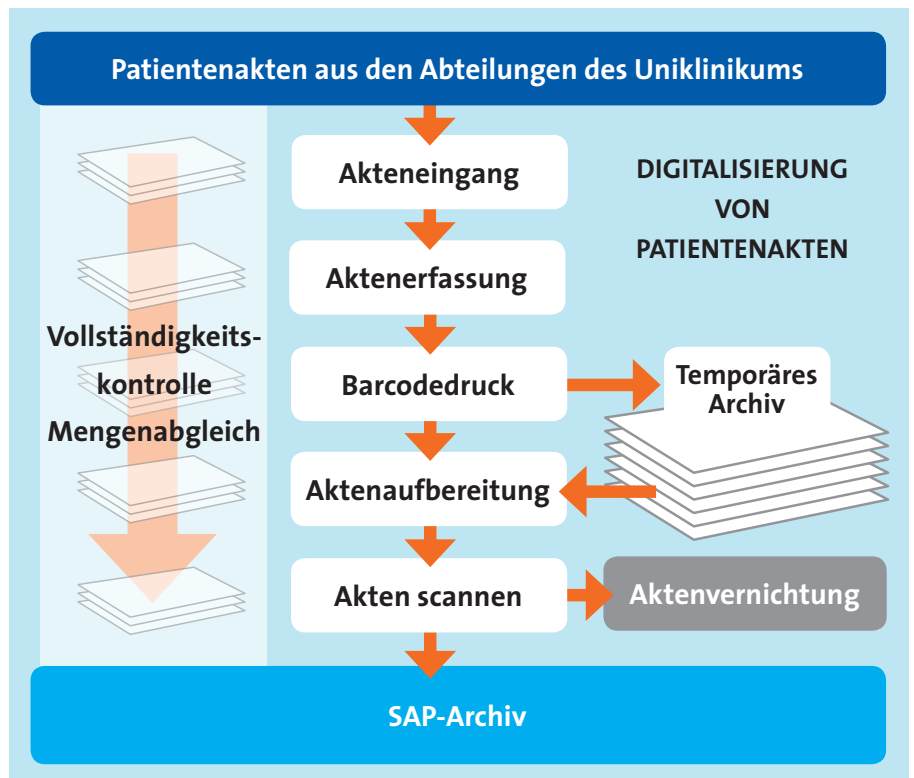 Patientenakten aus den Abteilungen des Uniklinikums
Akteneingang
DIGITALISIERUNG
VON
PATIENTENAKTEN
Aktenerfassung
Vollständigkeits-
kontrolle
Mengenabgleich
Barcodedruck
Temporäres
Archiv
Aktenaufbereitung
Akten scannen
Aktenvernichtung
SAP-Archiv